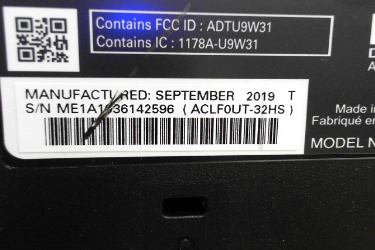 Contains FCC ID : ADTU9W31
Contains IC : 1178A-U9W31
MANUFACTURED: SEPTEMBER 2019 T
S/N ( ACLF0UT-32HS )
Made in
Fabriqué en
MODEL N